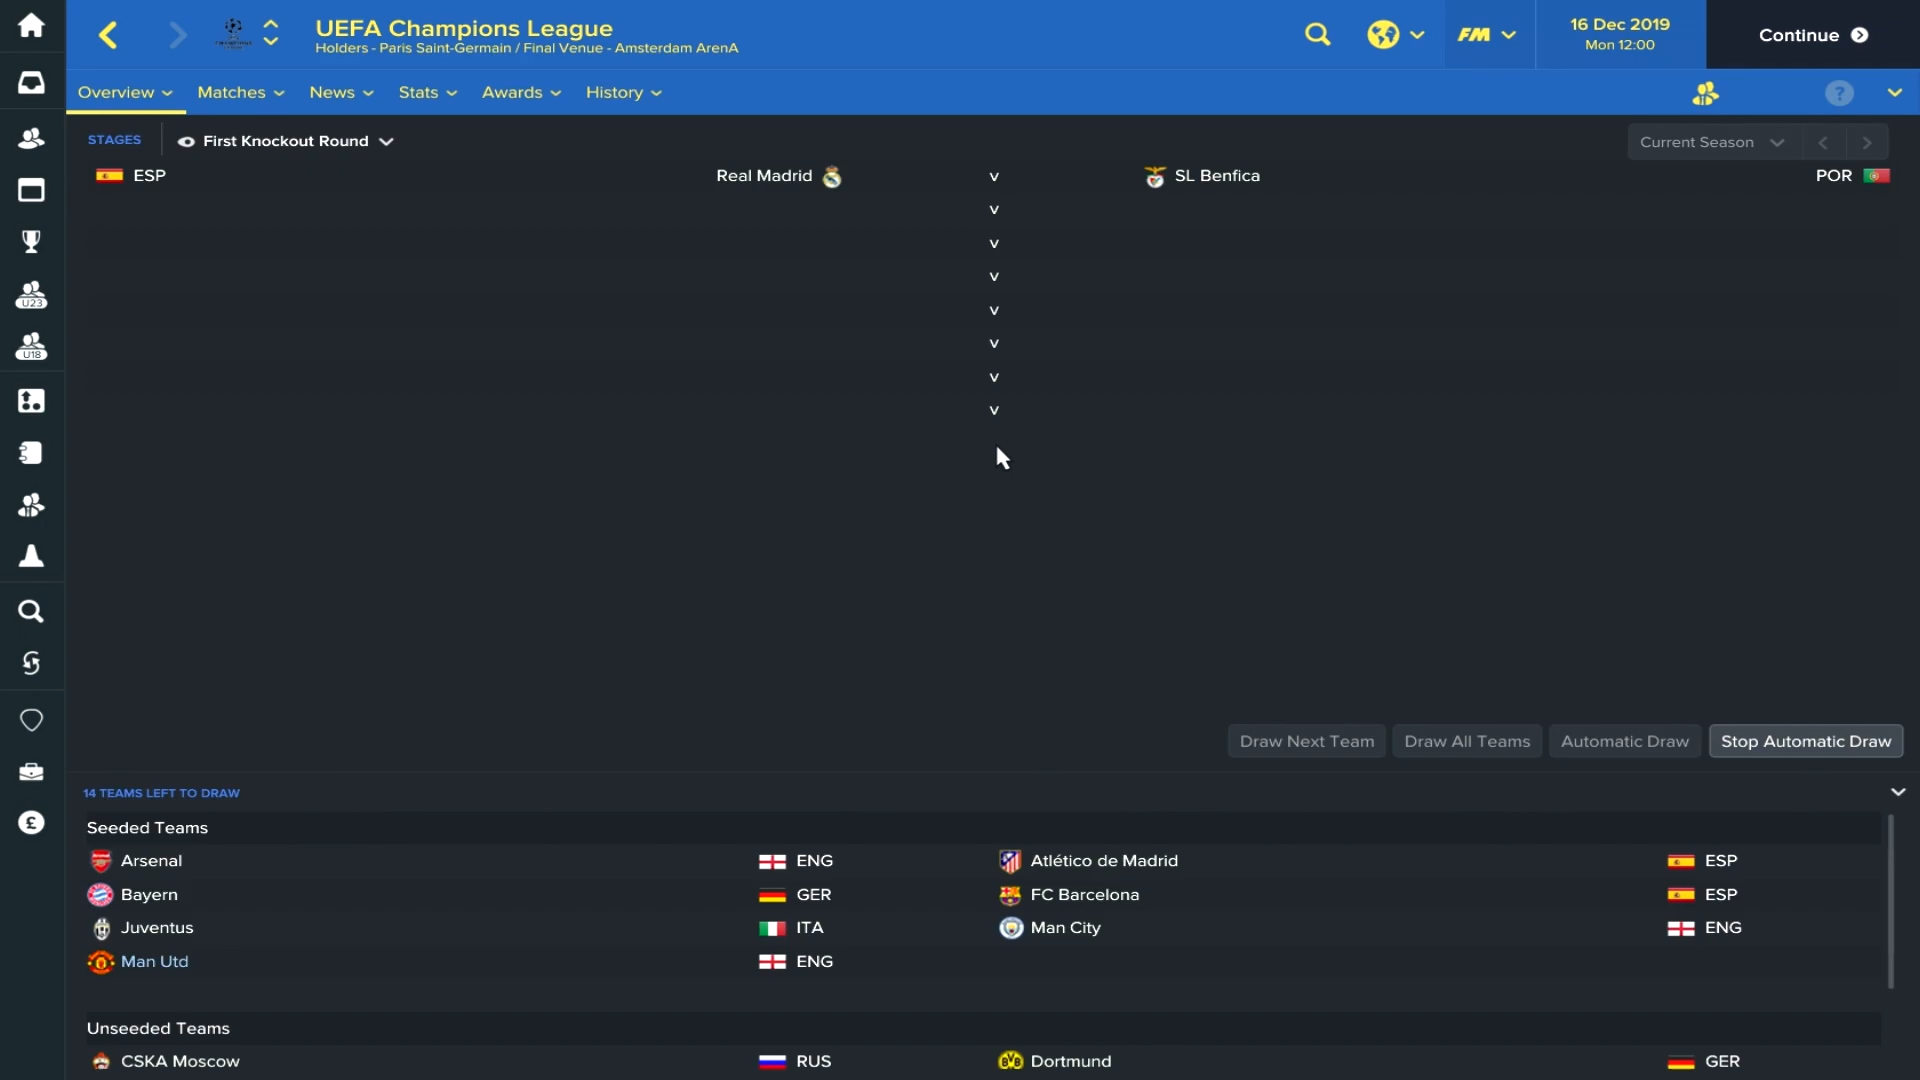 UEFA Champions League
Holders - Paris Saint-Germain / Final Venue - Amsterdam ArenA
FM
16 Dec 2019
Mon 12:00
Continue
Overview
Matches
News
Stats
Awards
History
?
STAGES
First Knockout Round
Current Season
ESP Real Madrid v SL Benfica POR
v
v
v
v
v
v
v
U23
U18
£
Draw Next Team
Draw All Teams
Automatic Draw
Stop Automatic Draw
14 TEAMS LEFT TO DRAW
Seeded Teams
Arsenal ENG Atlético de Madrid ESP
Bayern GER FC Barcelona ESP
Juventus ITA Man City ENG
Man Utd ENG
Unseeded Teams
CSKA Moscow RUS Dortmund GER